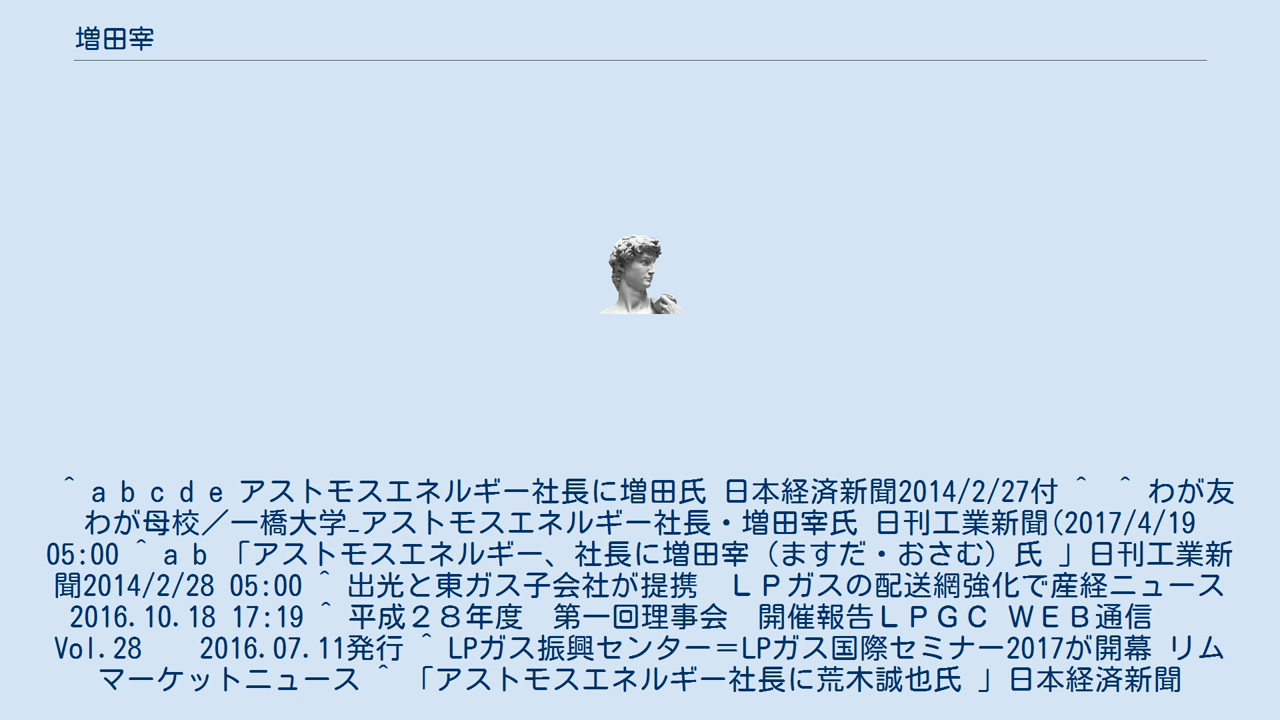 増田宰
^ a b c d e アストモスエネルギー社長に増田氏 日本経済新聞2014/2/27付 ^ ^ わが友
わが母校／一橋大学_アストモスエネルギー社長・増田宰氏 日刊工業新聞(2017/4/19
05:00 ^ a b 「アストモスエネルギー、社長に増田宰（ますだ・おさむ）氏 」日刊工業新
聞2014/2/28 05:00 ^ 出光と東ガス子会社が提携　ＬＰガスの配送網強化で産経ニュース
2016.10.18 17:19 ^ 平成２８年度　第一回理事会　開催報告ＬＰＧＣ ＷＥＢ通信
Vol.28　　2016.07.11発行 ^ LPガス振興センター＝LPガス国際セミナー2017が開幕 リム
マーケットニュース ^ 「アストモスエネルギー社長に荒木誠也氏 」日本経済新聞